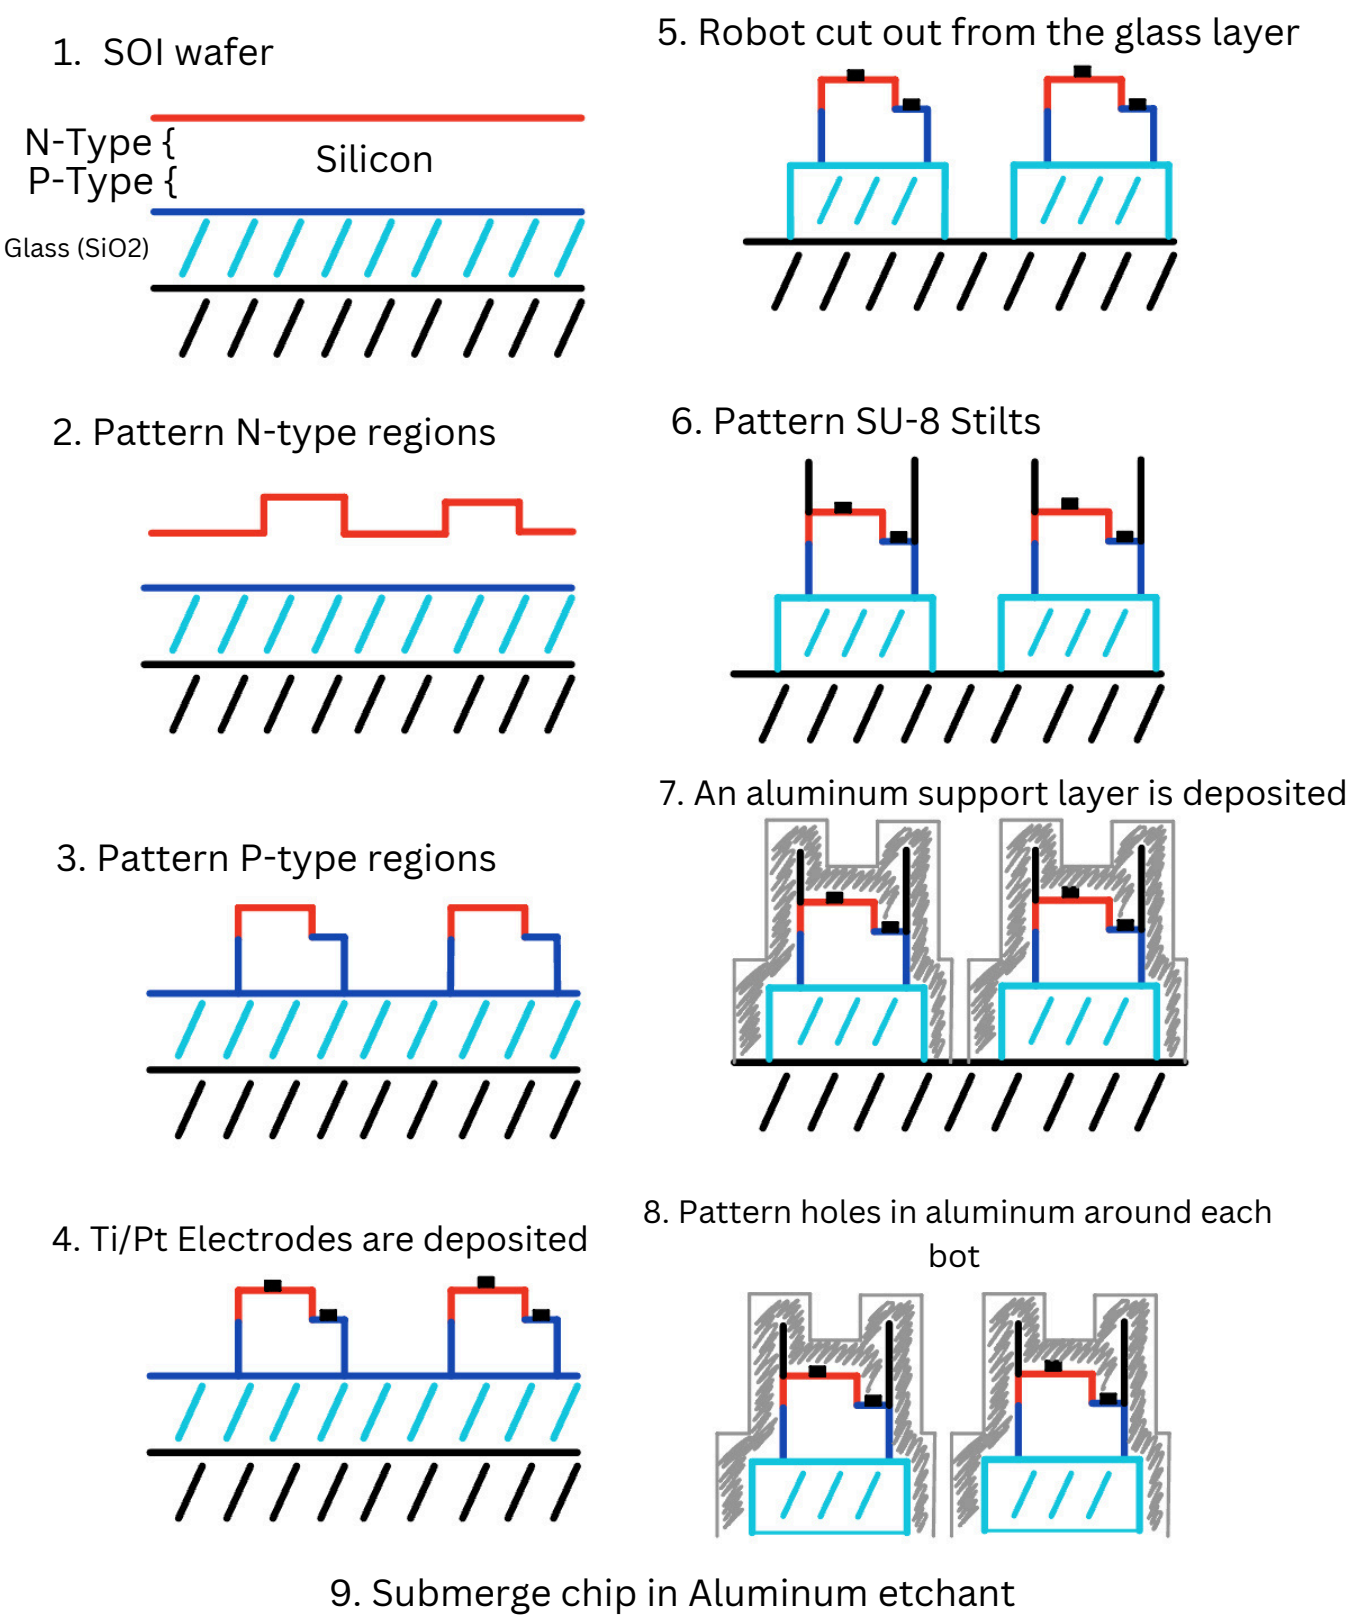 1. SOI wafer
N-Type {
P-Type {
Silicon
Glass (SiO2)
2. Pattern N-type regions
3. Pattern P-type regions
4. Ti/Pt Electrodes are deposited
5. Robot cut out from the glass layer
6. Pattern SU-8 Stilts
7. An aluminum support layer is deposited
8. Pattern holes in aluminum around each
bot
9. Submerge chip in Aluminum etchant